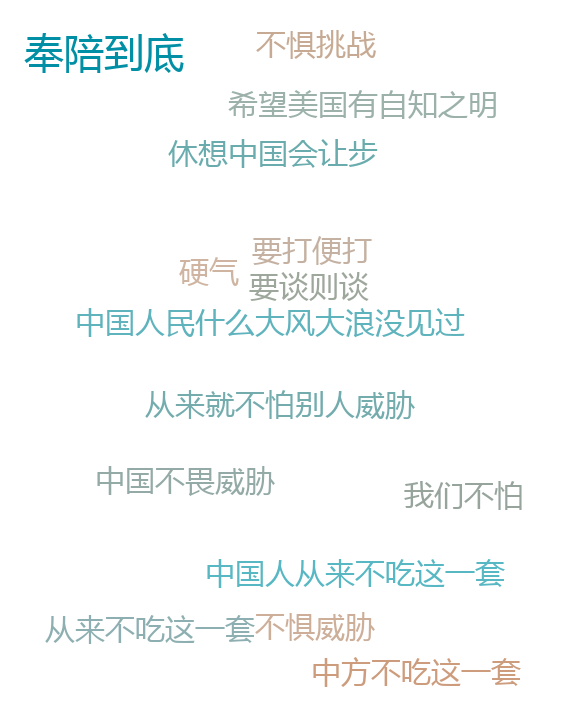 奉陪到底
不惧挑战
希望美国有自知之明
休想中国会让步
要打便打
硬气
要谈则谈
中国人民什么大风大浪没见过
从来就不怕别人威胁
中国不畏威胁
我们不怕
中国人从来不吃这一套
从来不吃这一套
不惧威胁
中方不吃这一套